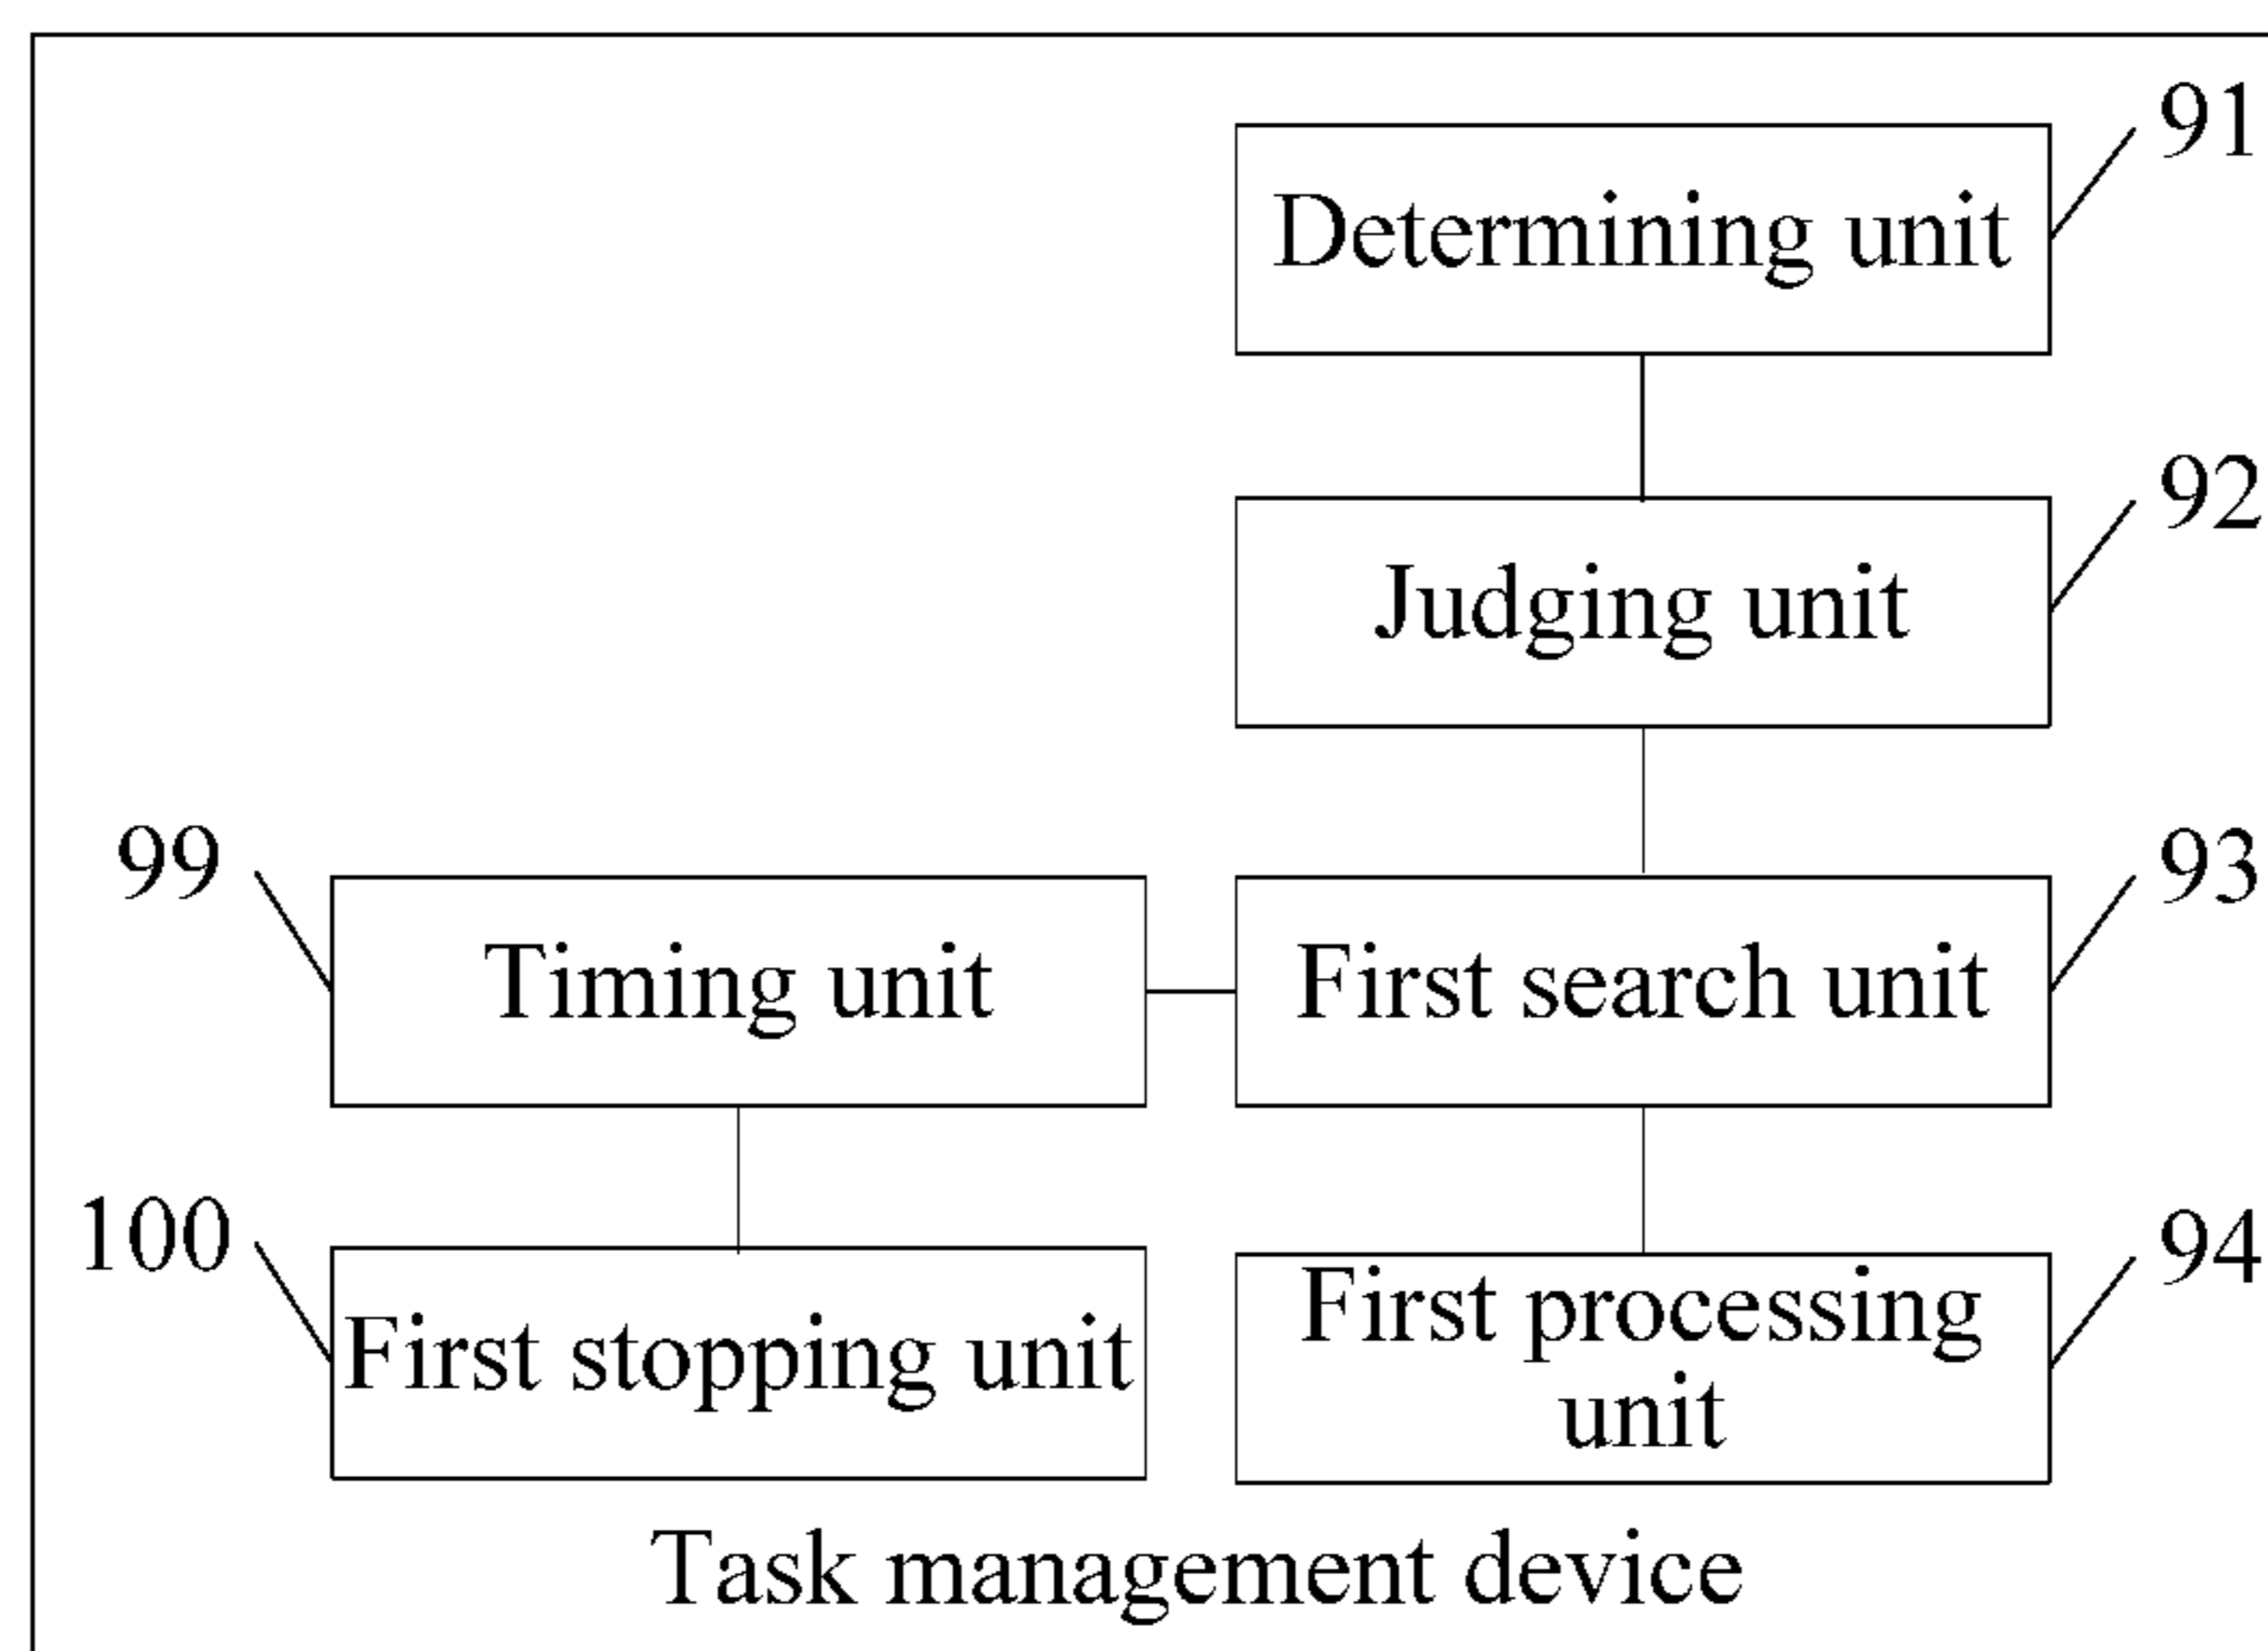 91
Determining unit
92
Judging unit
99
Timing unit
First search unit
93
100
First stopping unit
First processing
unit
94
Task management device